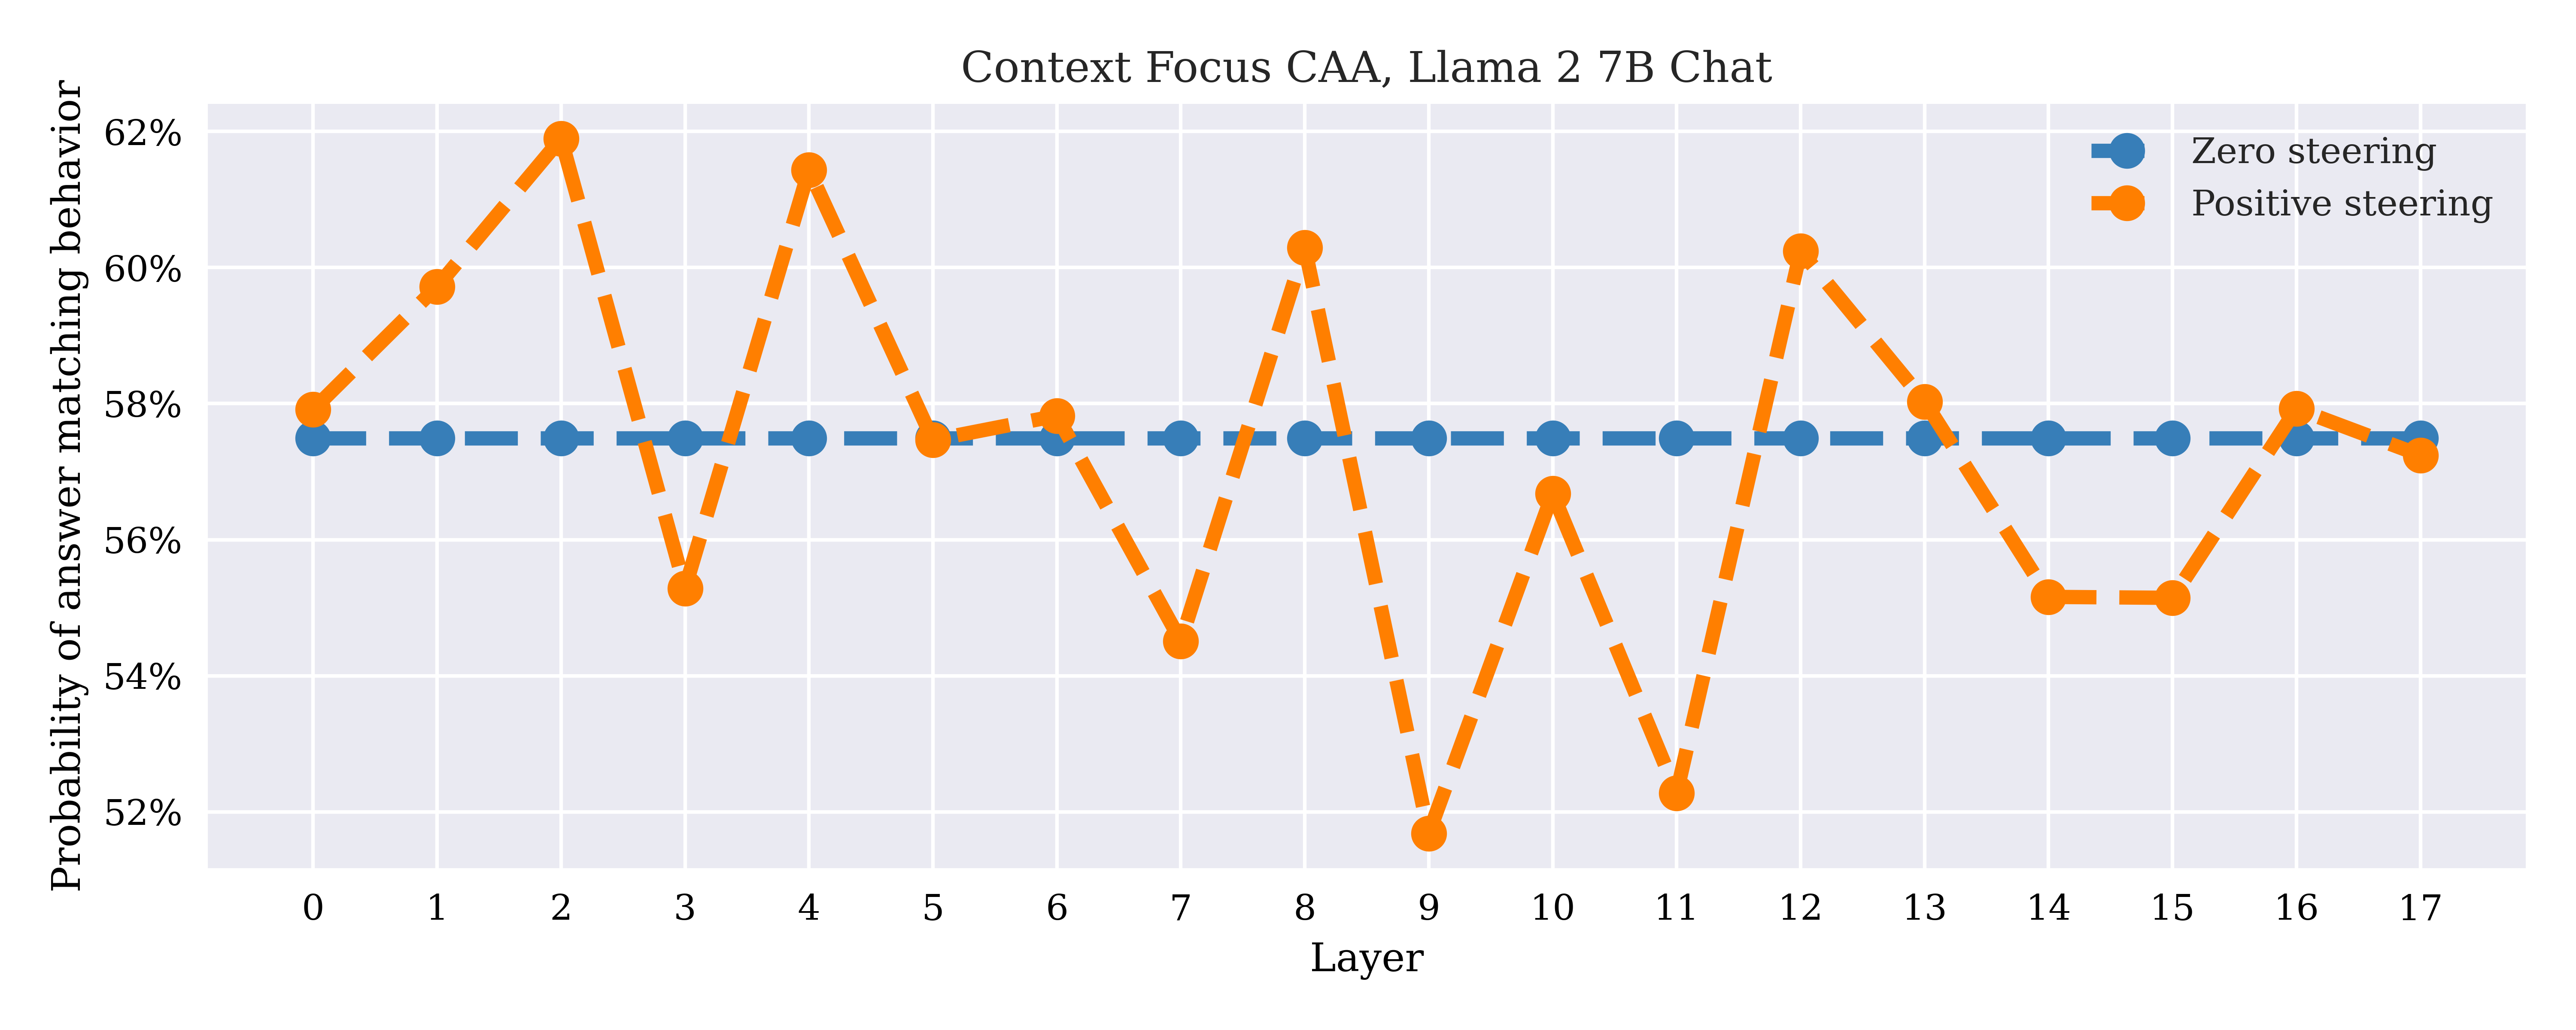 Context Focus CAA, Llama 2 7B Chat
Probability of answer matching behavior
62%
60%
58%
56%
54%
52%
Zero steering
Positive steering
0 1 2 3 4 5 6 7 8 9 10 11 12 13 14 15 16 17
Layer